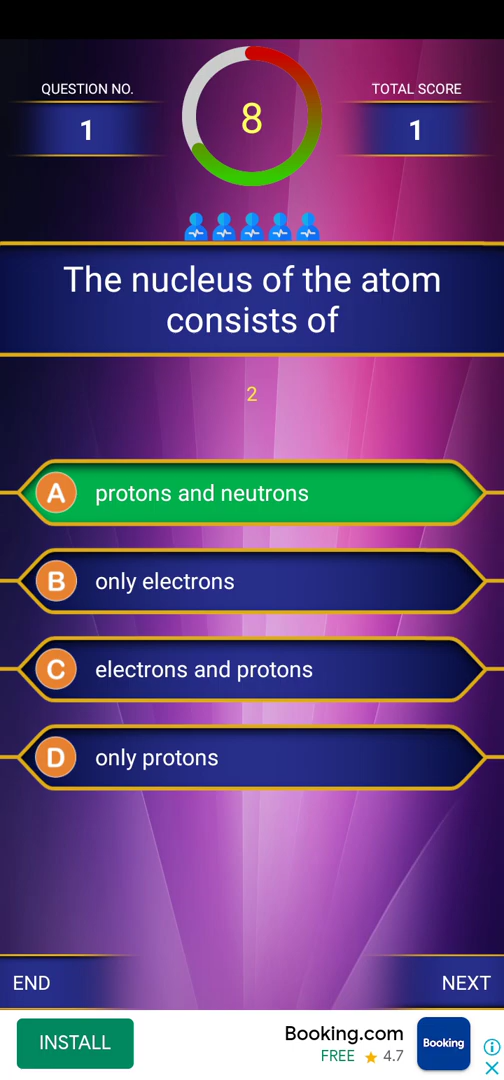 QUESTION NO.
1
8
TOTAL SCORE
1
The nucleus of the atom
consists of
2
A protons and neutrons
B only electrons
C electrons and protons
D only protons
END
NEXT
INSTALL
Booking.com
FREE ★ 4.7
Booking